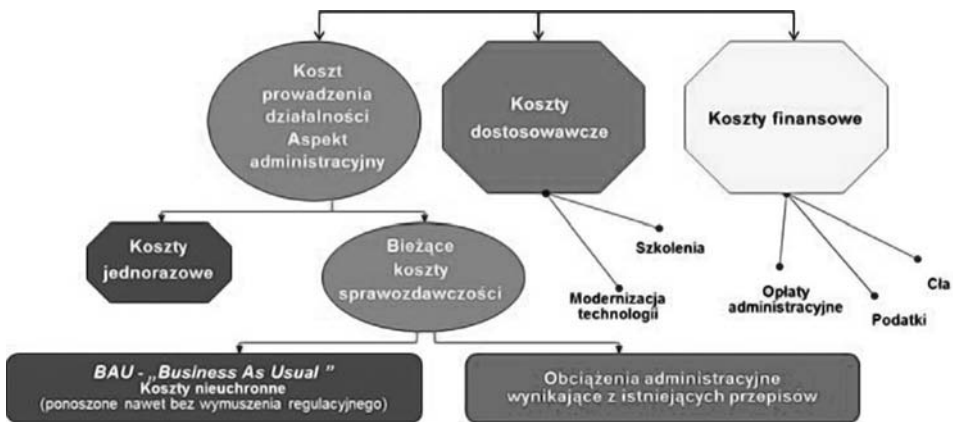 Koszt
prowadzenia
działalności
Aspekt
administracyjny
Koszty
dostosowawcze
Koszty finansowe
Koszty
jednorazowe
Bieżące
koszty
sprawozdawczości
Szkolenia
Modernizacja
technologii
Opłaty
administracyjne
Cła
Podatki
BAU - „Business As Usual ”
Koszty nieuchronne
(ponoszone nawet bez wymuszenia regulacyjnego)
Obciążenia administracyjne
wynikające z istniejących przepisów